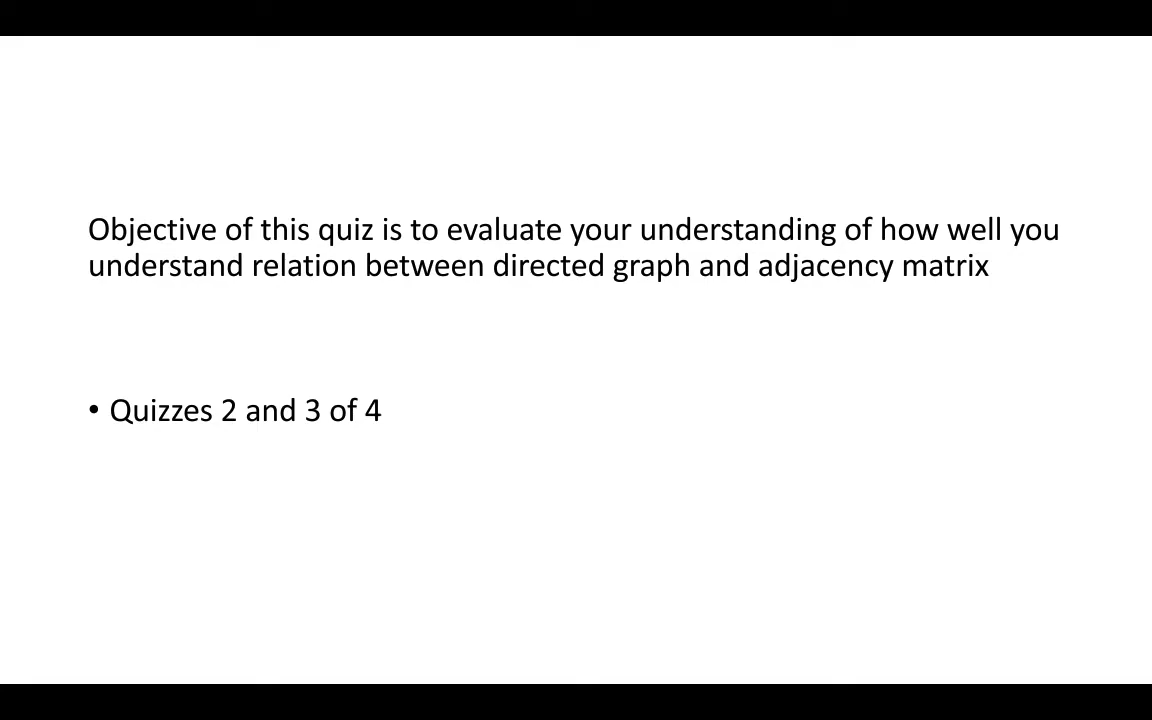 Objective of this quiz is to evaluate your understanding of how well you
understand relation between directed graph and adjacency matrix
• Quizzes 2 and 3 of 4